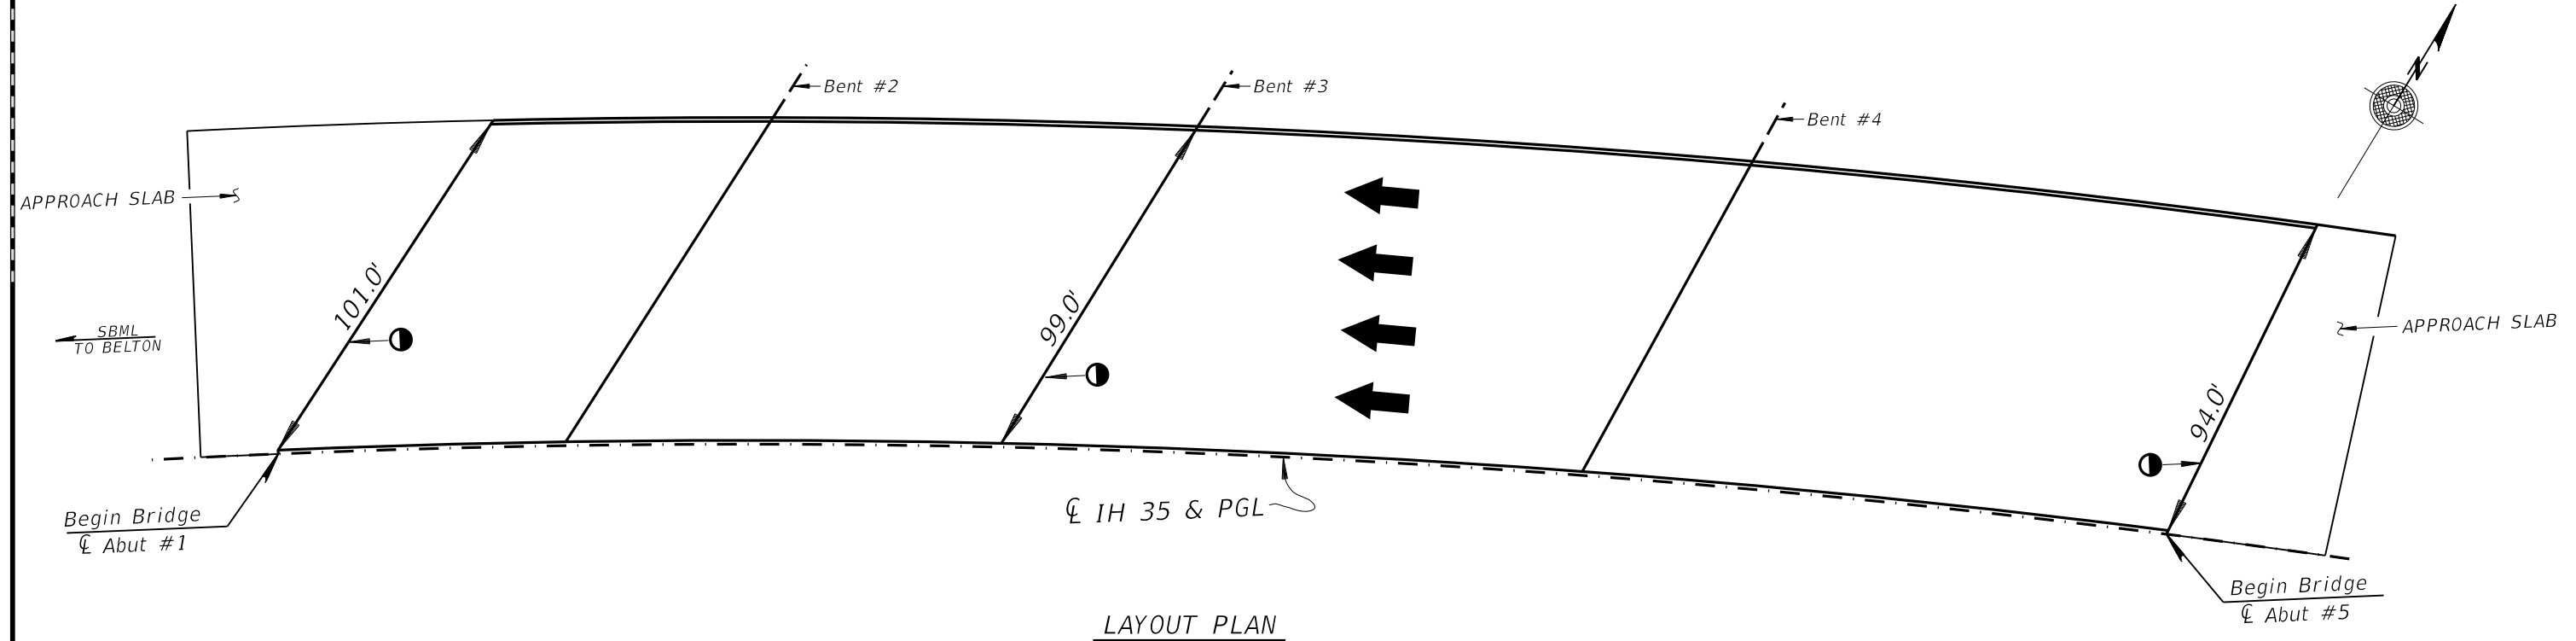 Bent #2
Bent #3
Bent #4
N
APPROACH SLAB
101.0'
99.0'
94.0'
SBML
TO BELTON
APPROACH SLAB
℄ IH 35 & PGL
Begin Bridge
℄ Abut #1
Begin Bridge
℄ Abut #5
LAYOUT PLAN